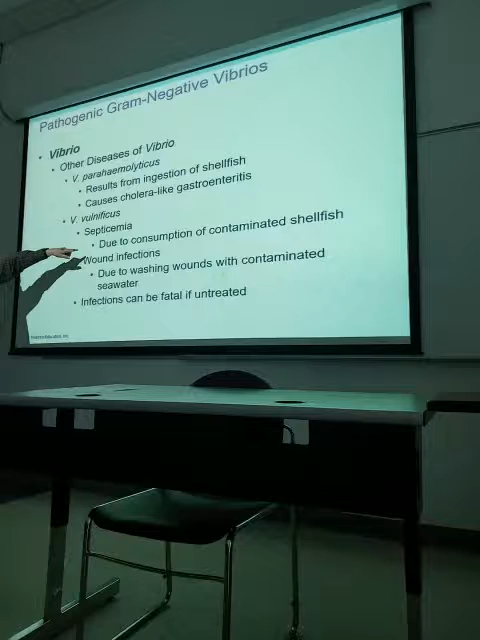 Pathogenic Gram-Negative Vibrios
• Vibrio
• Other Diseases of Vibrio
• V. parahaemolyticus
• Results from ingestion of shellfish
• Causes cholera-like gastroenteritis
• V. vulnificus
• Septicemia
• Due to consumption of contaminated shellfish
Wound infections
• Due to washing wounds with contaminated
seawater
• Infections can be fatal if untreated
Education, Inc.